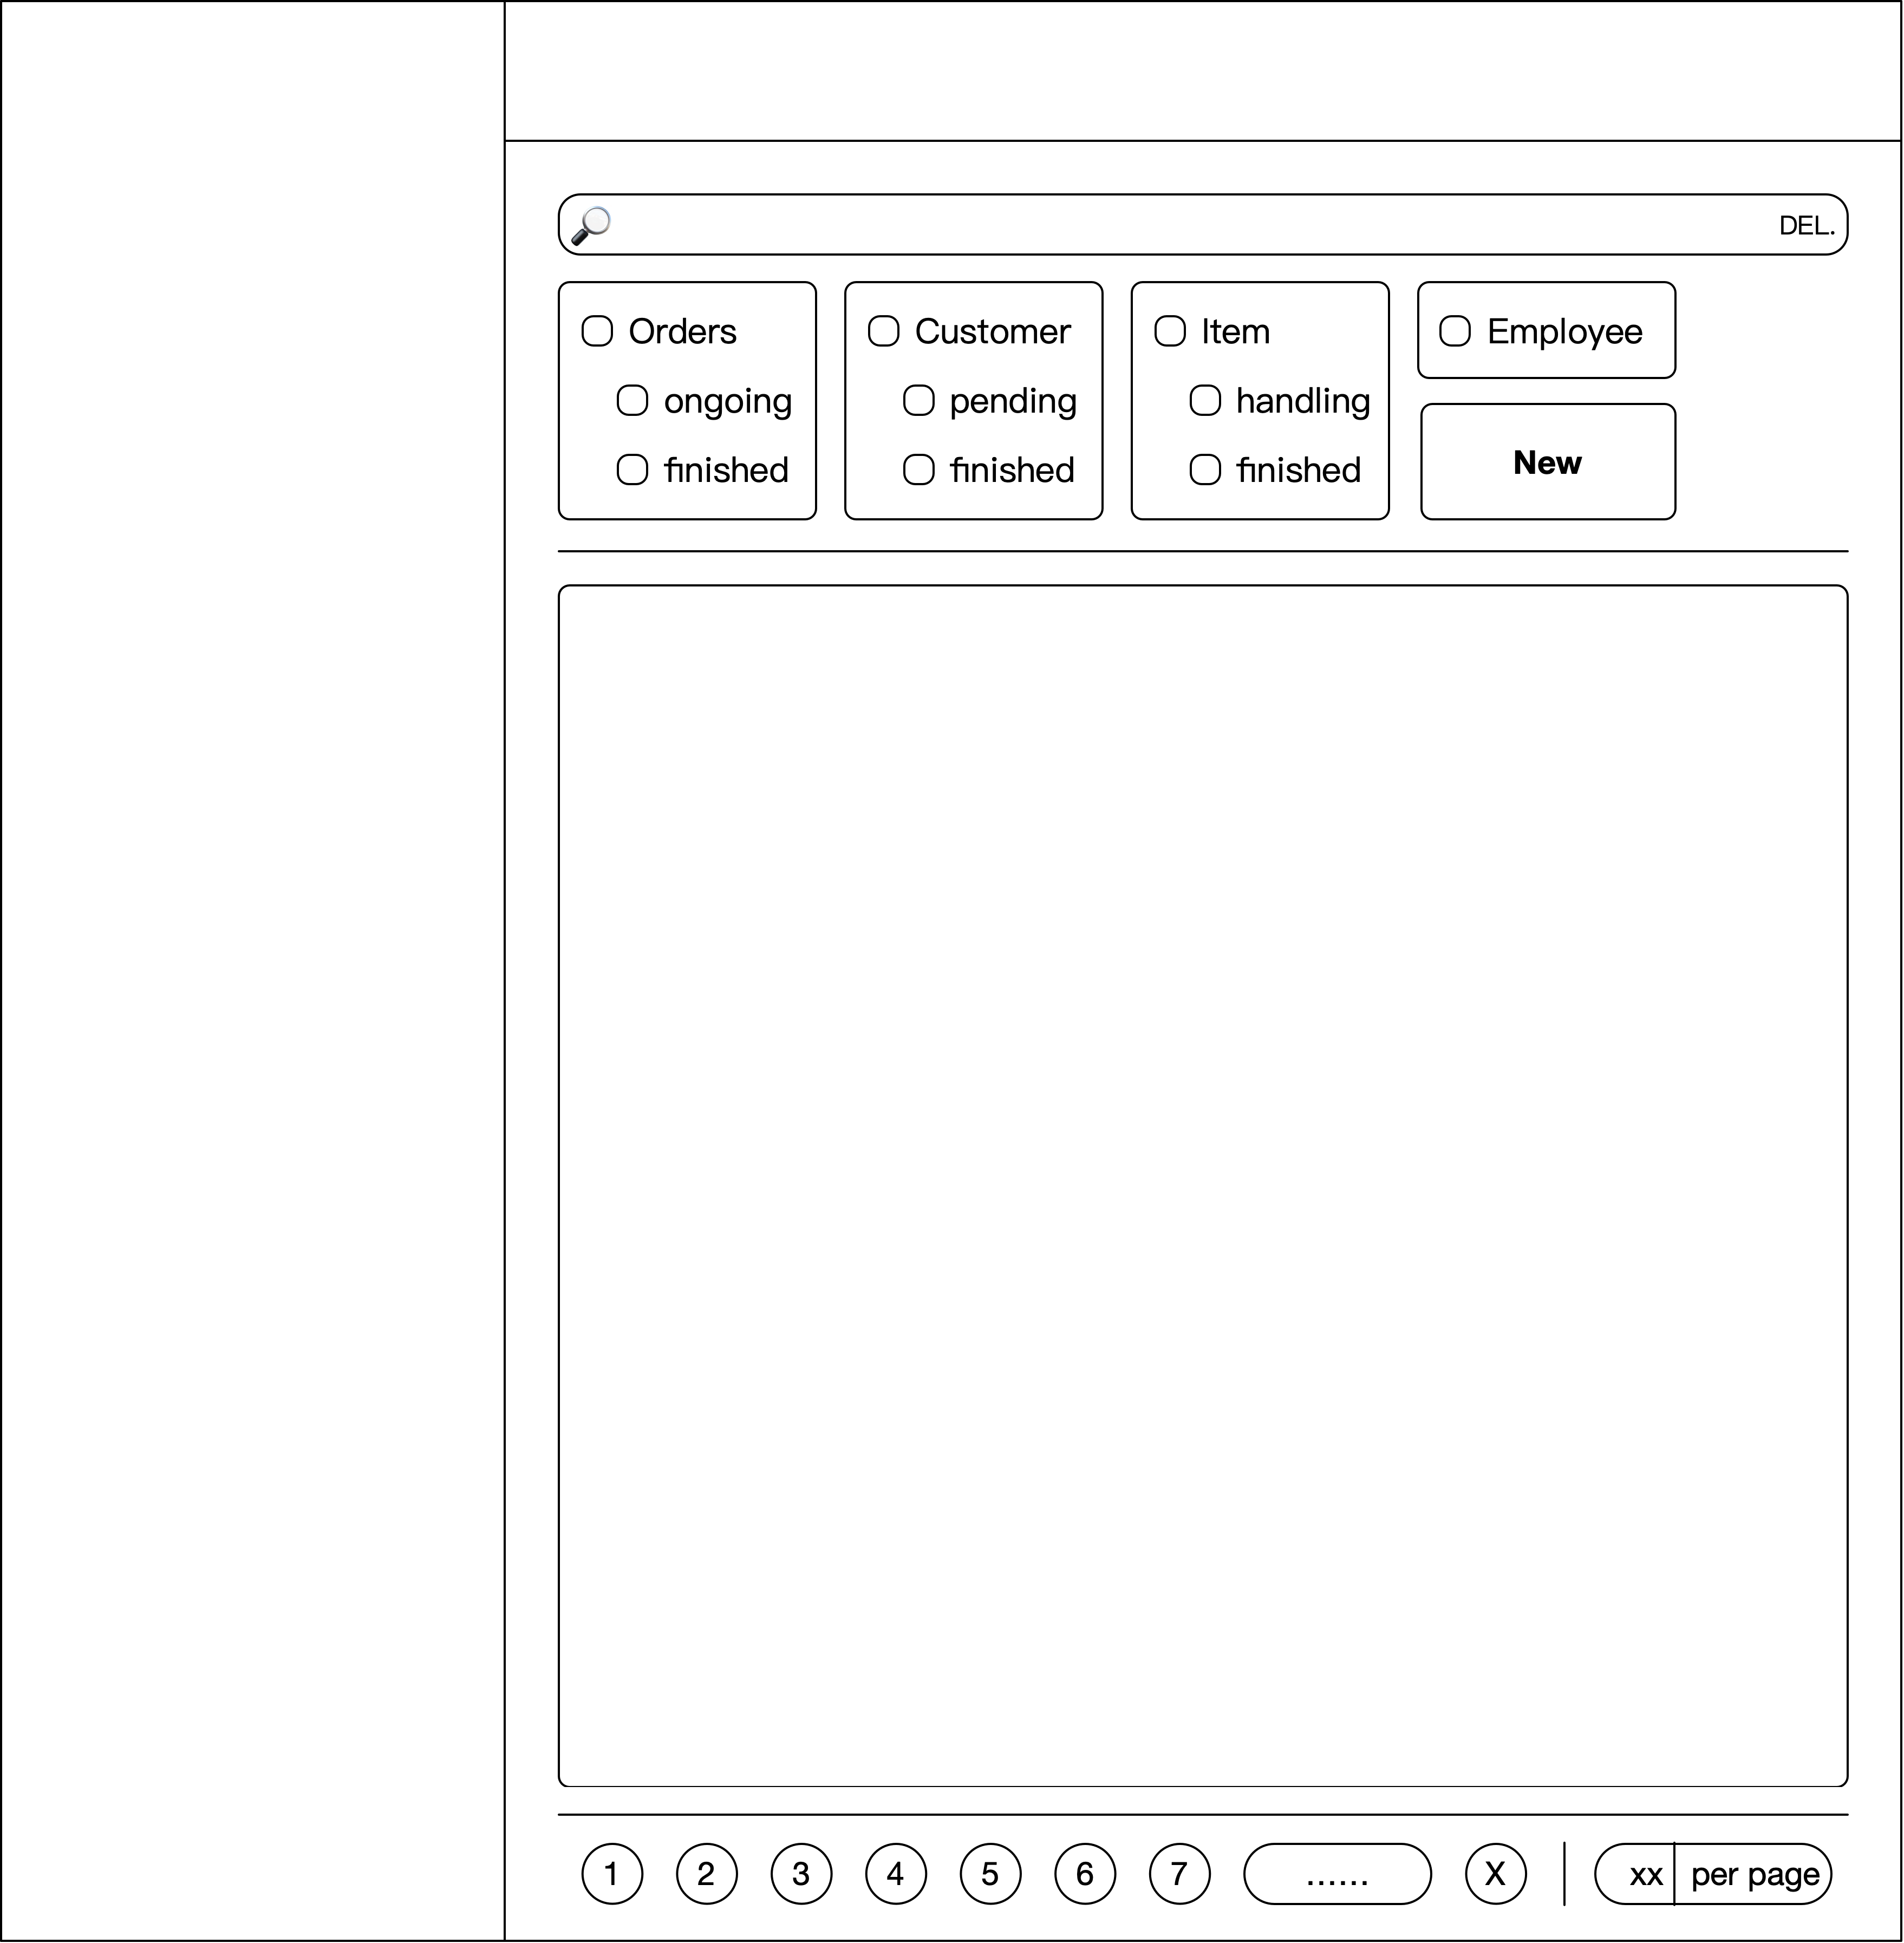 DEL.
Orders
ongoing
finished
Customer
pending
finished
Item
handling
finished
Employee
New
1 2 3 4 5 6 7 ...... X xx per page